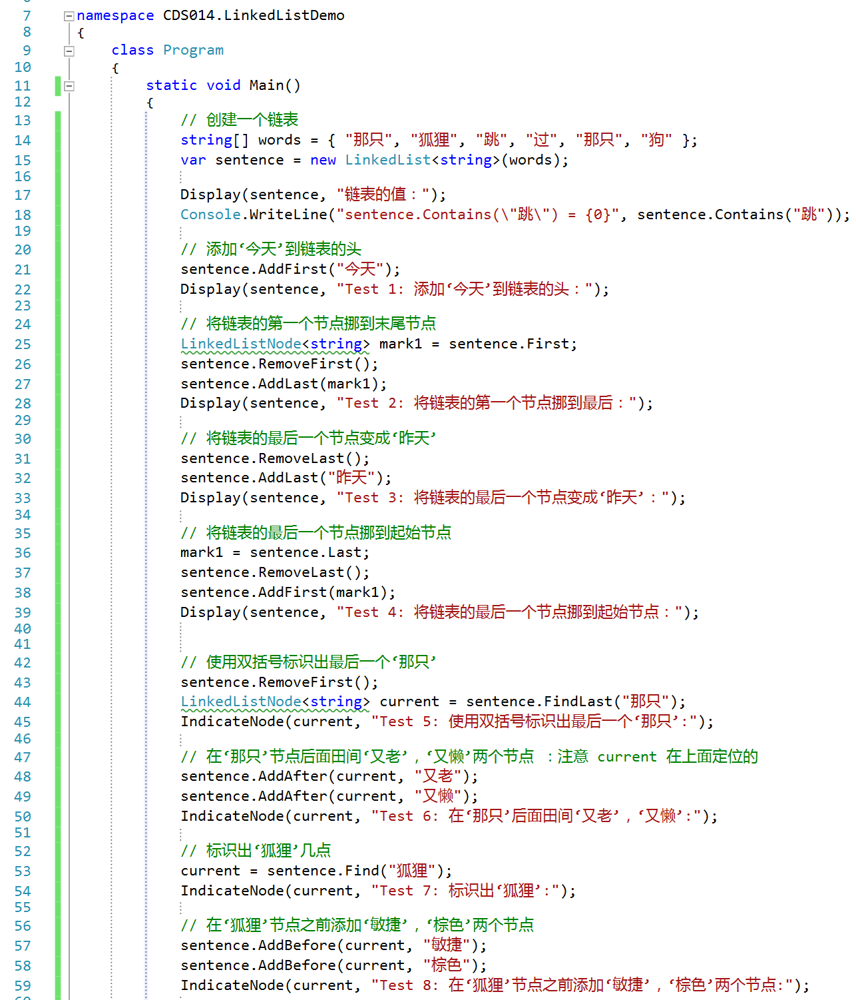 7 namespace CDS014.LinkedListDemo
8 {
9 class Program
10 {
11 static void Main()
12 {
13 // 创建一个链表
14 string[] words = { "那只", "狐狸", "跳", "过", "那只", "狗" };
15 var sentence = new LinkedList<string>(words);
16
17 Display(sentence, "链表的值：");
18 Console.WriteLine("sentence.Contains(\"跳\") = {0}", sentence.Contains("跳"));
19
20 // 添加‘今天’到链表的头
21 sentence.AddFirst("今天");
22 Display(sentence, "Test 1: 添加‘今天’到链表的头：");
23
24 // 将链表的第一个节点挪到末尾节点
25 LinkedListNode<string> mark1 = sentence.First;
26 sentence.RemoveFirst();
27 sentence.AddLast(mark1);
28 Display(sentence, "Test 2: 将链表的第一个节点挪到最后：");
29
30 // 将链表的最后一个节点变成‘昨天’
31 sentence.RemoveLast();
32 sentence.AddLast("昨天");
33 Display(sentence, "Test 3: 将链表的最后一个节点变成‘昨天’：");
34
35 // 将链表的最后一个节点挪到起始节点
36 mark1 = sentence.Last;
37 sentence.RemoveLast();
38 sentence.AddFirst(mark1);
39 Display(sentence, "Test 4: 将链表的最后一个节点挪到起始节点：");
40
41
42 // 使用双括号标识出最后一个‘那只’
43 sentence.RemoveFirst();
44 LinkedListNode<string> current = sentence.FindLast("那只");
45 IndicateNode(current, "Test 5: 使用双括号标识出最后一个‘那只’:");
46
47 // 在‘那只’节点后面田间‘又老’，‘又懒’两个节点 ：注意 current 在上面定位的
48 sentence.AddAfter(current, "又老");
49 sentence.AddAfter(current, "又懒");
50 IndicateNode(current, "Test 6: 在‘那只’后面田间‘又老’，‘又懒’:");
51
52 // 标识出‘狐狸’几点
53 current = sentence.Find("狐狸");
54 IndicateNode(current, "Test 7: 标识出‘狐狸’:");
55
56 // 在‘狐狸’节点之前添加‘敏捷’，‘棕色’两个节点
57 sentence.AddBefore(current, "敏捷");
58 sentence.AddBefore(current, "棕色");
59 IndicateNode(current, "Test 8: 在‘狐狸’节点之前添加‘敏捷’，‘棕色’两个节点:");